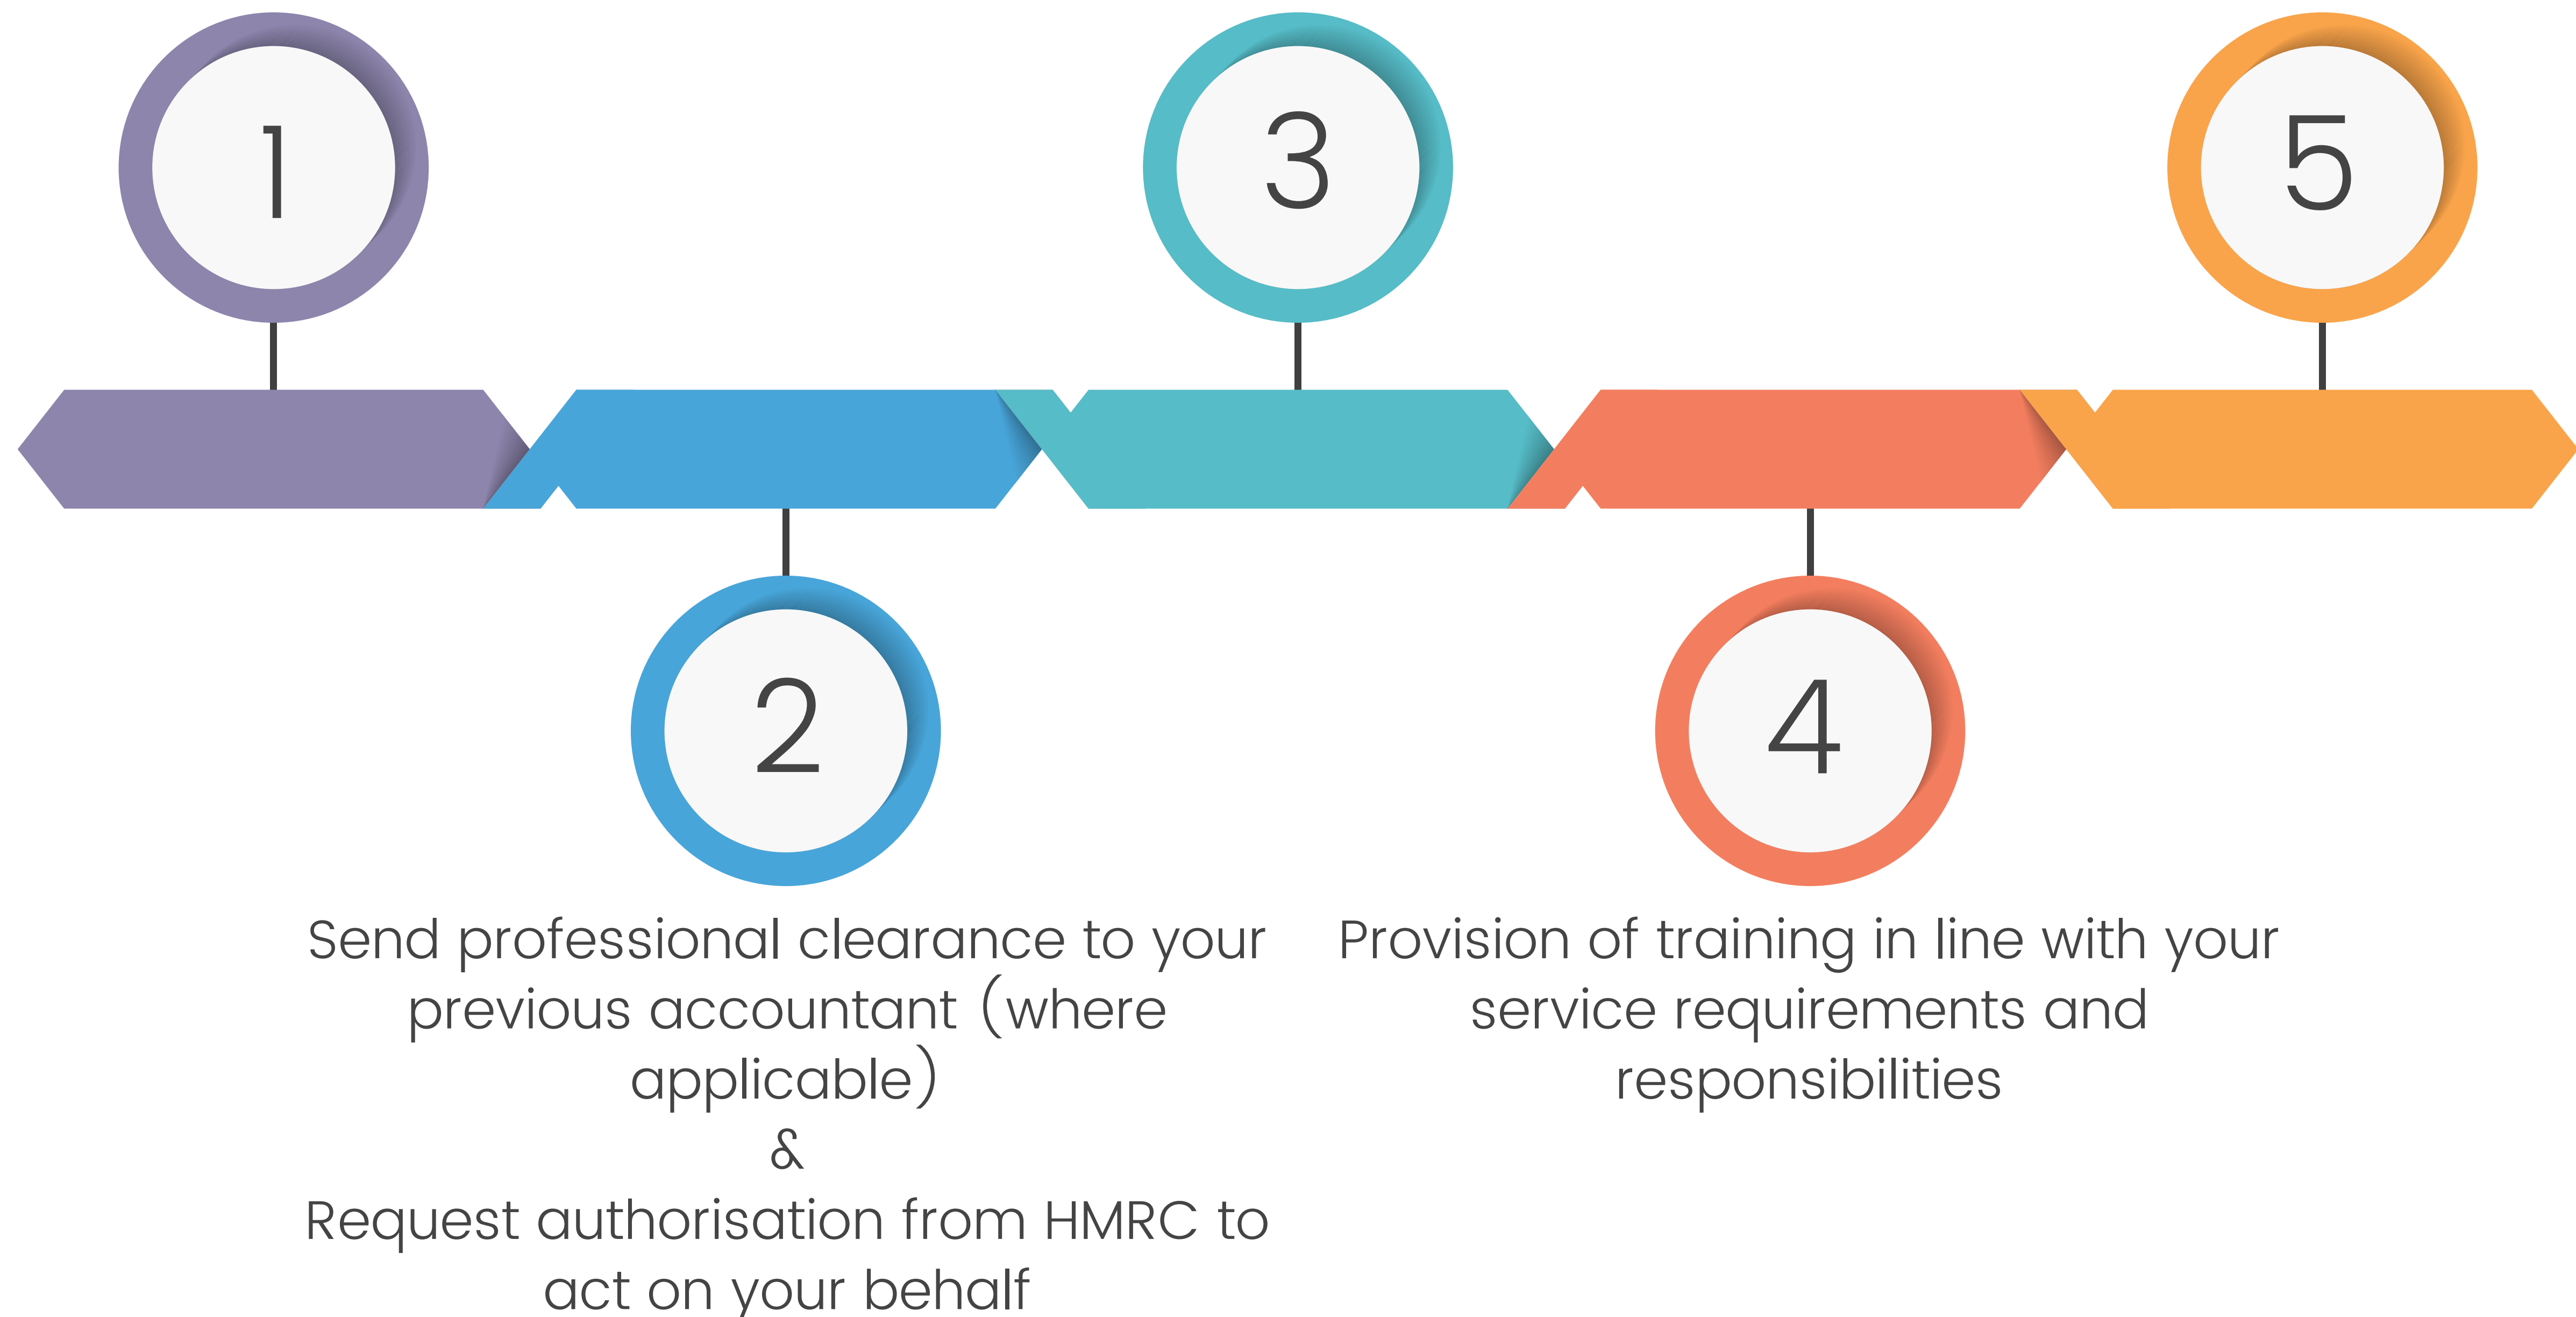 1
3
5
2
4
Send professional clearance to your
previous accountant (where
applicable)
&
Request authorisation from HMRC to
act on your behalf
Provision of training in line with your
service requirements and
responsibilities